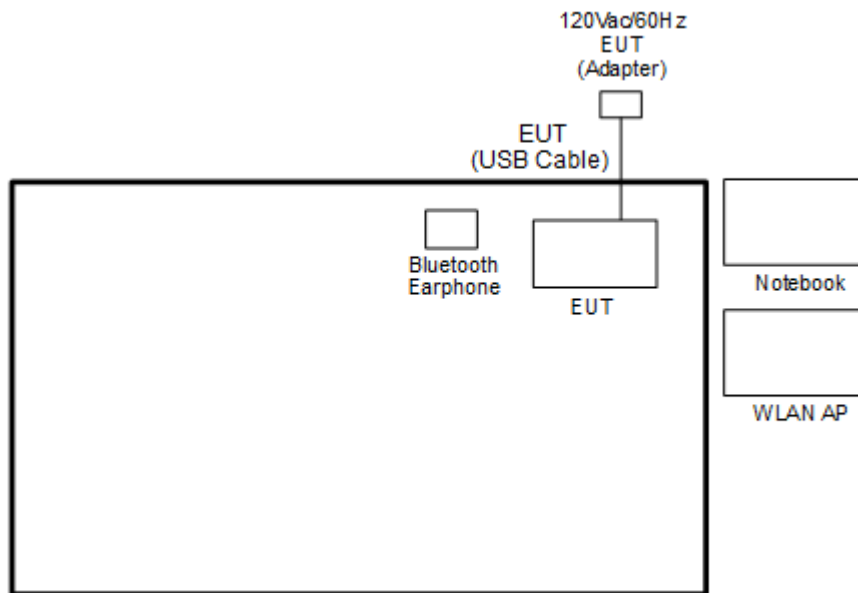 120Vac/60Hz
EUT
(Adapter)
EUT
(USB Cable)
Bluetooth
Earphone
EUT
Notebook
WLAN AP